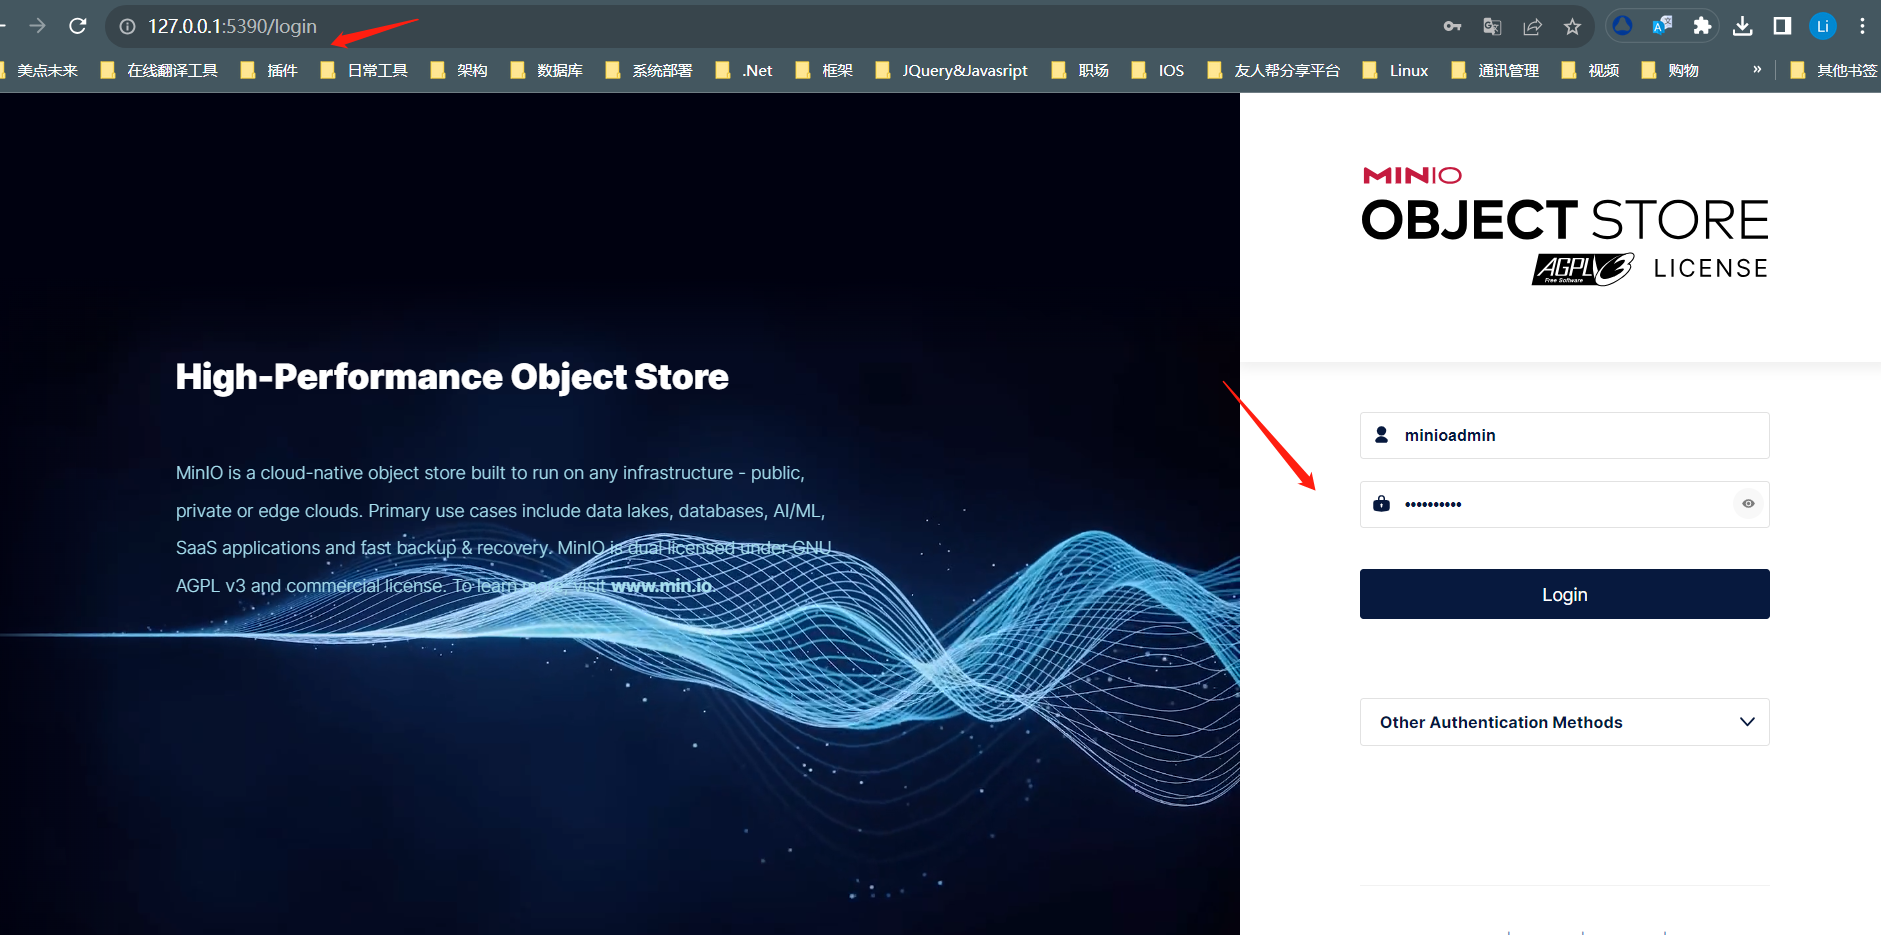 127.0.0.1:5390/login
Li
美点未来 在线翻译工具 插件 日常工具 架构 数据库 系统部署 .Net 框架 JQuery&Javasript 职场 IOS 友人帮分享平台 Linux 通讯管理 视频 购物 » 其他书签
MINIO
OBJECT STORE
AGPLv3 Free Software LICENSE
High-Performance Object Store
MinIO is a cloud-native object store built to run on any infrastructure - public,
private or edge clouds. Primary use cases include data lakes, databases, AI/ML,
SaaS applications and fast backup & recovery. MinIO is dual licensed under GNU
AGPL v3 and commercial license. To learn more, visit www.min.io.
minioadmin
••••••••••
Login
Other Authentication Methods